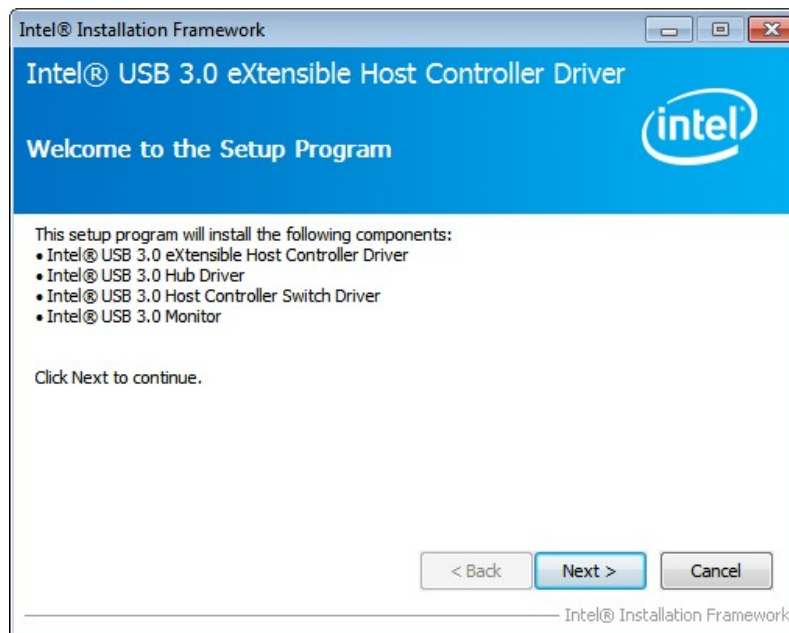 Intel® Installation Framework
Intel® USB 3.0 eXtensible Host Controller Driver
intel
Welcome to the Setup Program
This setup program will install the following components:
• Intel® USB 3.0 eXtensible Host Controller Driver
• Intel® USB 3.0 Hub Driver
• Intel® USB 3.0 Host Controller Switch Driver
• Intel® USB 3.0 Monitor
Click Next to continue.
< Back Next > Cancel
Intel® Installation Framework